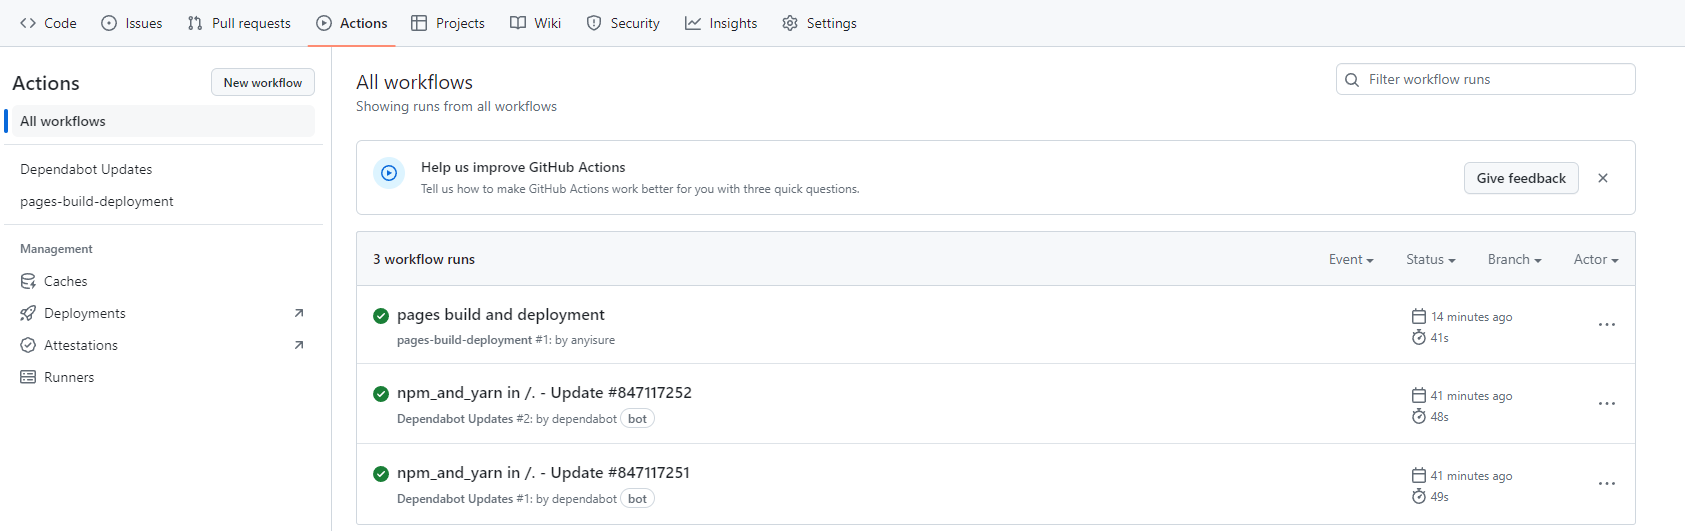 Code Issues Pull requests Actions Projects Wiki Security Insights Settings
Actions
New workflow
All workflows
Dependabot Updates
pages-build-deployment
Management
Caches
Deployments
Attestations
Runners
All workflows
Showing runs from all workflows
Filter workflow runs
Help us improve GitHub Actions
Tell us how to make GitHub Actions work better for you with three quick questions.
Give feedback
3 workflow runs
Event Status Branch Actor
pages build and deployment
pages-build-deployment #1: by anyisure
14 minutes ago
41s
npm_and_yarn in /. - Update #847117252
Dependabot Updates #2: by dependabot bot
41 minutes ago
48s
npm_and_yarn in /. - Update #847117251
Dependabot Updates #1: by dependabot bot
41 minutes ago
49s